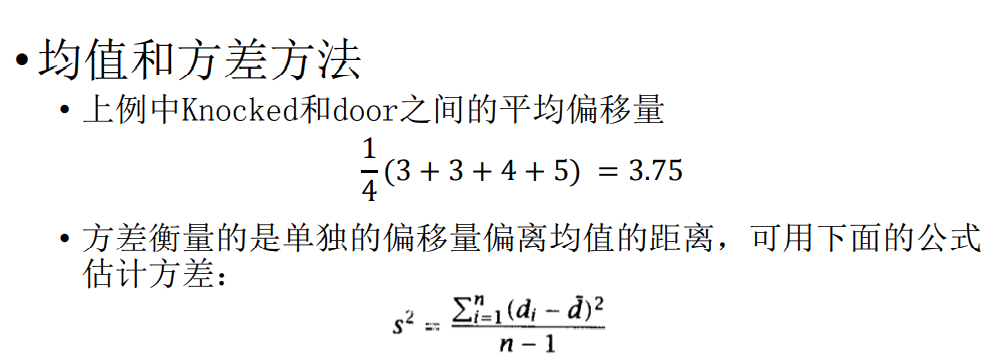 •均值和方差方法
• 上例中Knocked和door之间的平均偏移量
1/4 (3 + 3 + 4 + 5) = 3.75
• 方差衡量的是单独的偏移量偏离均值的距离，可用下面的公式
估计方差：
s² = ∑ⁿᵢ₌₁(dᵢ − d̄)² / n − 1